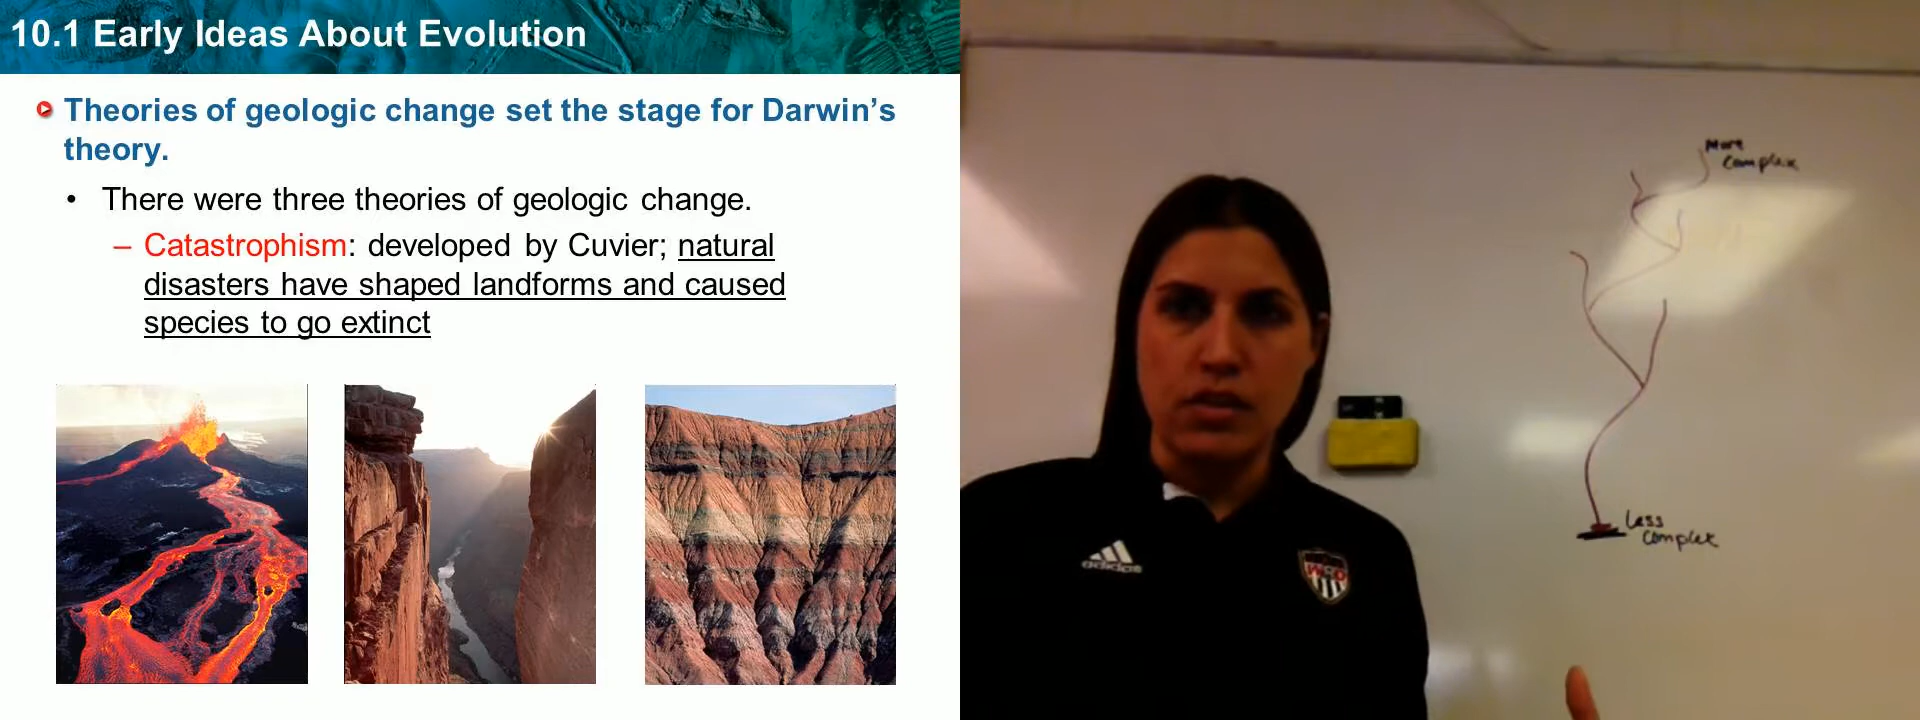 10.1 Early Ideas About Evolution
Theories of geologic change set the stage for Darwin's
theory.
• There were three theories of geologic change.
– Catastrophism: developed by Cuvier; natural
disasters have shaped landforms and caused
species to go extinct
More
Complex
Less
Complex
adidas